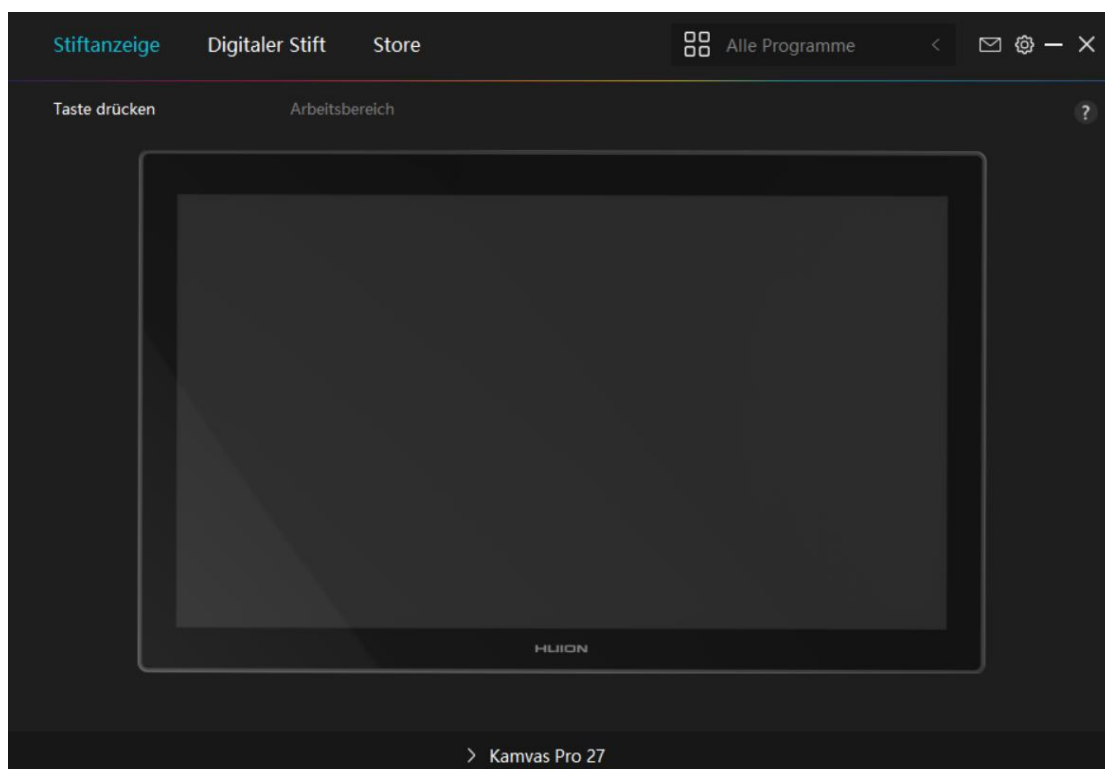 Stiftanzeige Digitaler Stift Store Alle Programme
Taste drücken Arbeitsbereich ?
HUION
Kamvas Pro 27